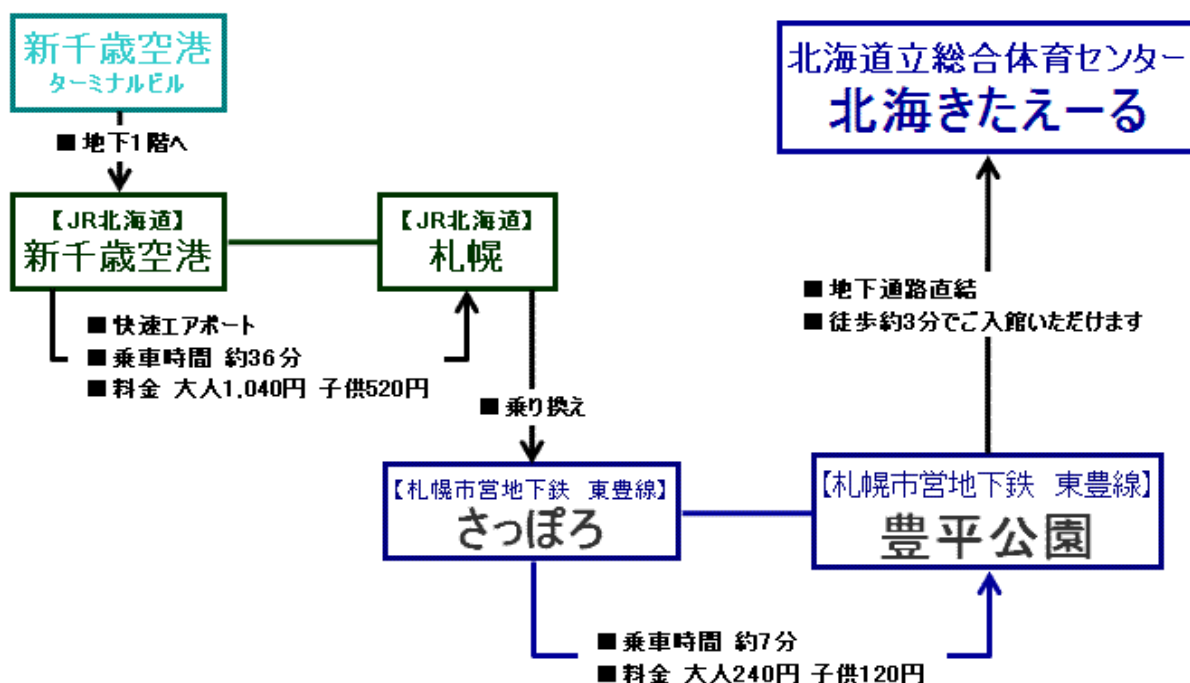 新千歳空港
ターミナルビル
■ 地下1階へ
【JR北海道】
新千歳空港
【JR北海道】
札幌
■ 快速エアポート
■ 乗車時間 約36分
■ 料金 大人1,040円 子供520円
■ 乗り換え
【札幌市営地下鉄 東豊線】
さっぽろ
■ 乗車時間 約7分
■ 料金 大人240円 子供120円
【札幌市営地下鉄 東豊線】
豊平公園
■ 地下通路直結
■ 徒歩約3分でご入館いただけます
北海道立総合体育センター
北海きたえーる